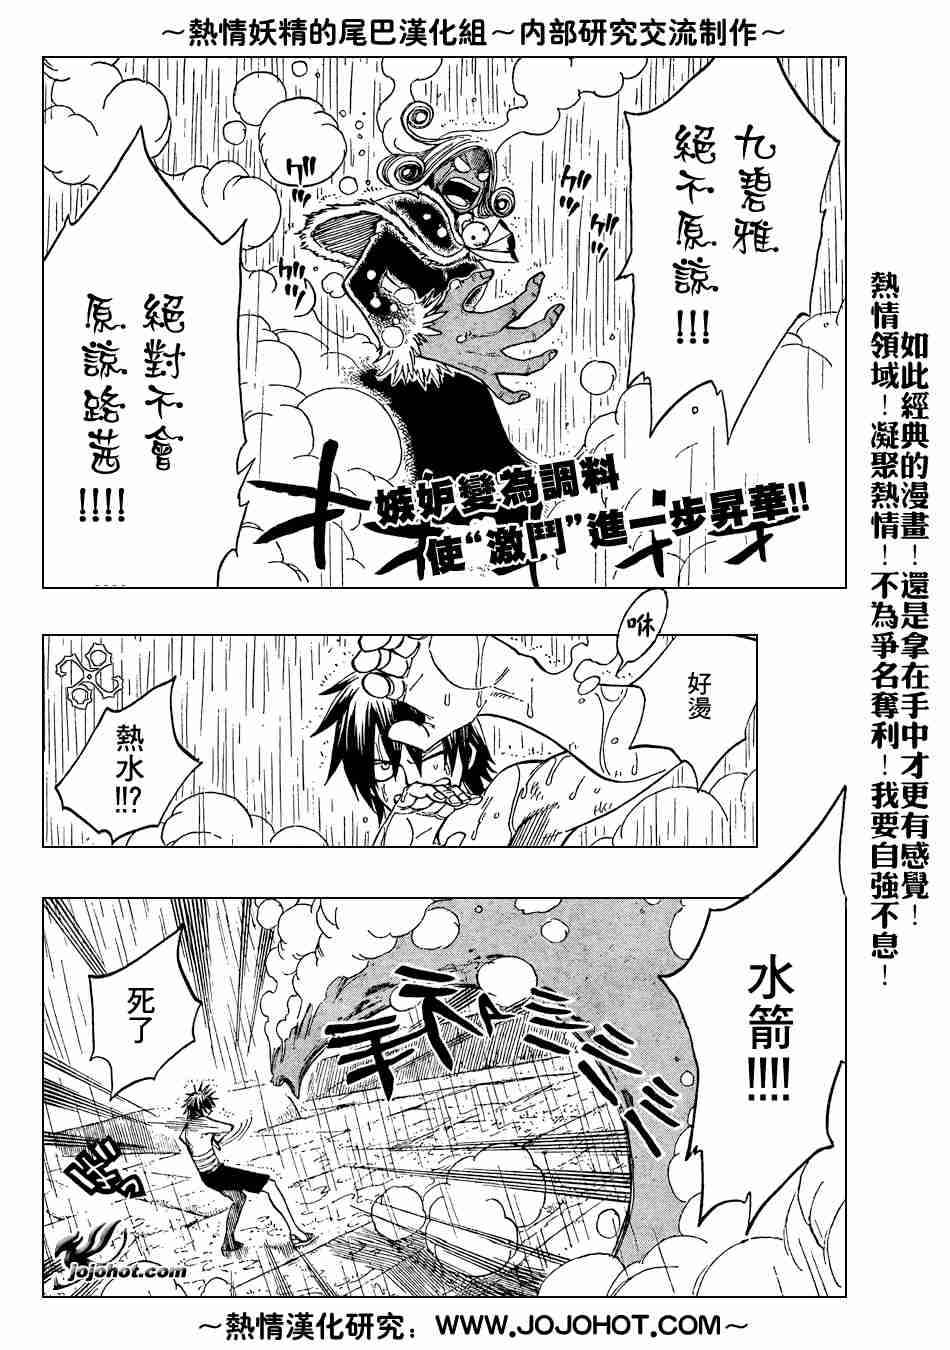 ～熱情妖精的尾巴漢化組～内部研究交流制作～
九碧雅
絕不原諒
!!!
絕對不會
原諒路茜
!!!!
嫉妒變為調料
使“激鬥”進一步昇華!!
如此經典的漫畫！還是拿在手中才更有感覺！
熱情領域！凝聚熱情！不為爭名奪利！我要自強不息！
咻
好燙
熱水
!!?
水箭
!!!!
死了
jojohot.com
～熱情漢化研究：WWW.JOJOHOT.COM～